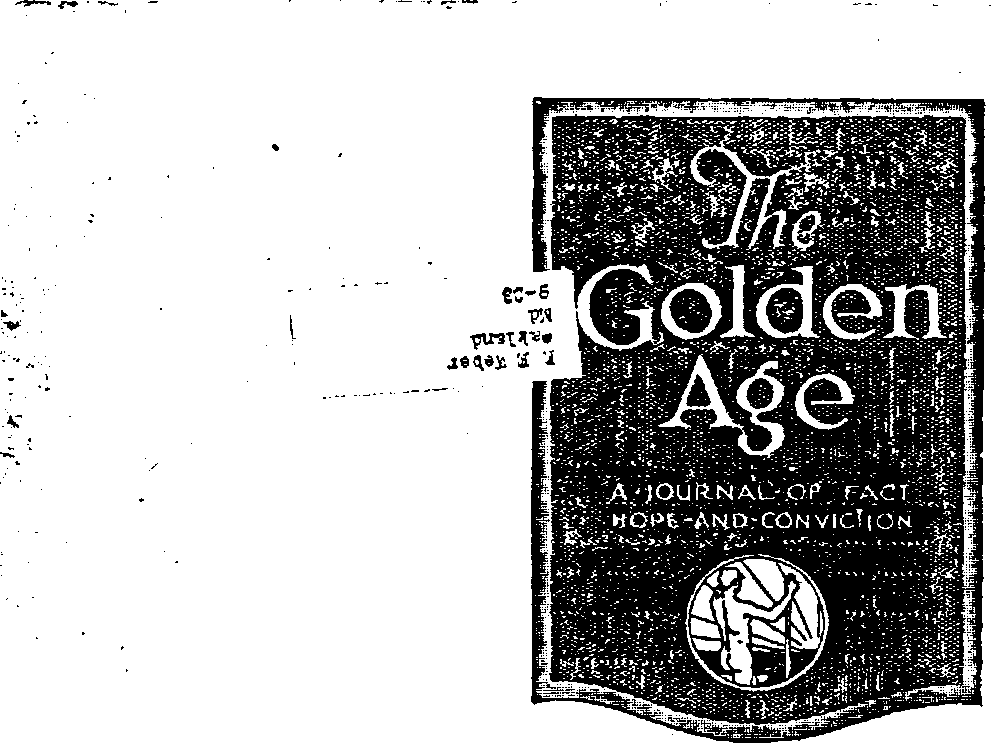 The
Golden
Age
A·JOURNAL·OF·FACT
HOPE-AND-CONVICTION
E Weber
Oakland
Md
9-23